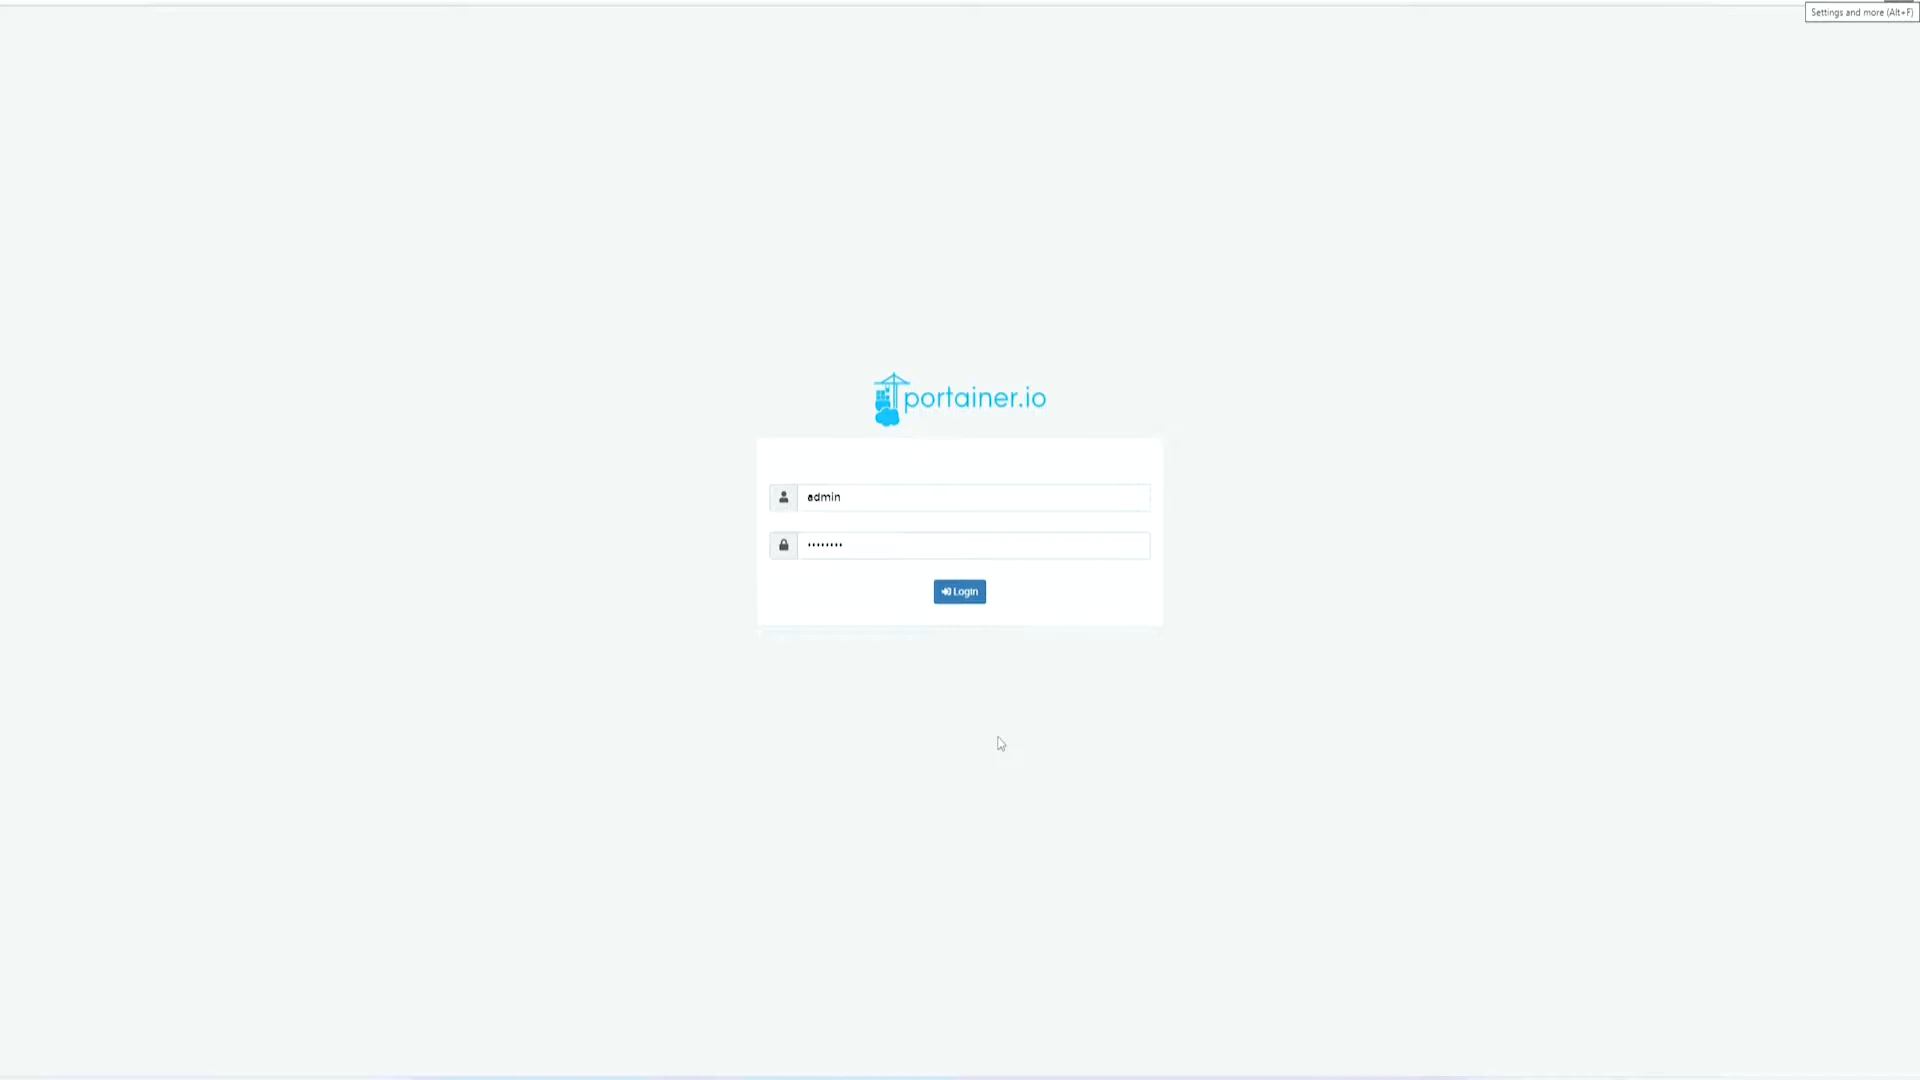 Settings and more (Alt+F)
portainer.io
admin
••••••••
Login